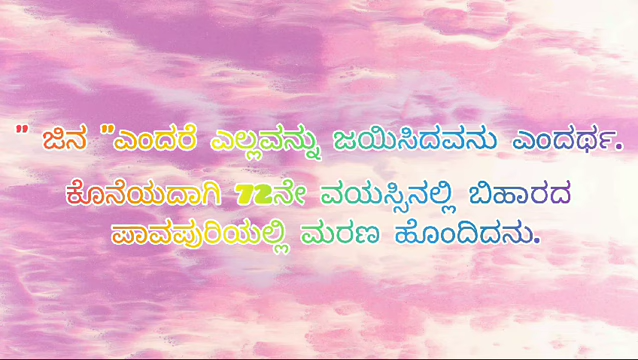 " ಜಿನ "ಎಂದರೆ ಎಲ್ಲವನ್ನು ಜಯಿಸಿದವನು ಎಂದರ್ಥ.
ಕೊನೆಯದಾಗಿ 72ನೇ ವಯಸ್ಸಿನಲ್ಲಿ ಬಿಹಾರದ
ಪಾವಪುರಿಯಲ್ಲಿ ಮರಣ ಹೊಂದಿದನು.